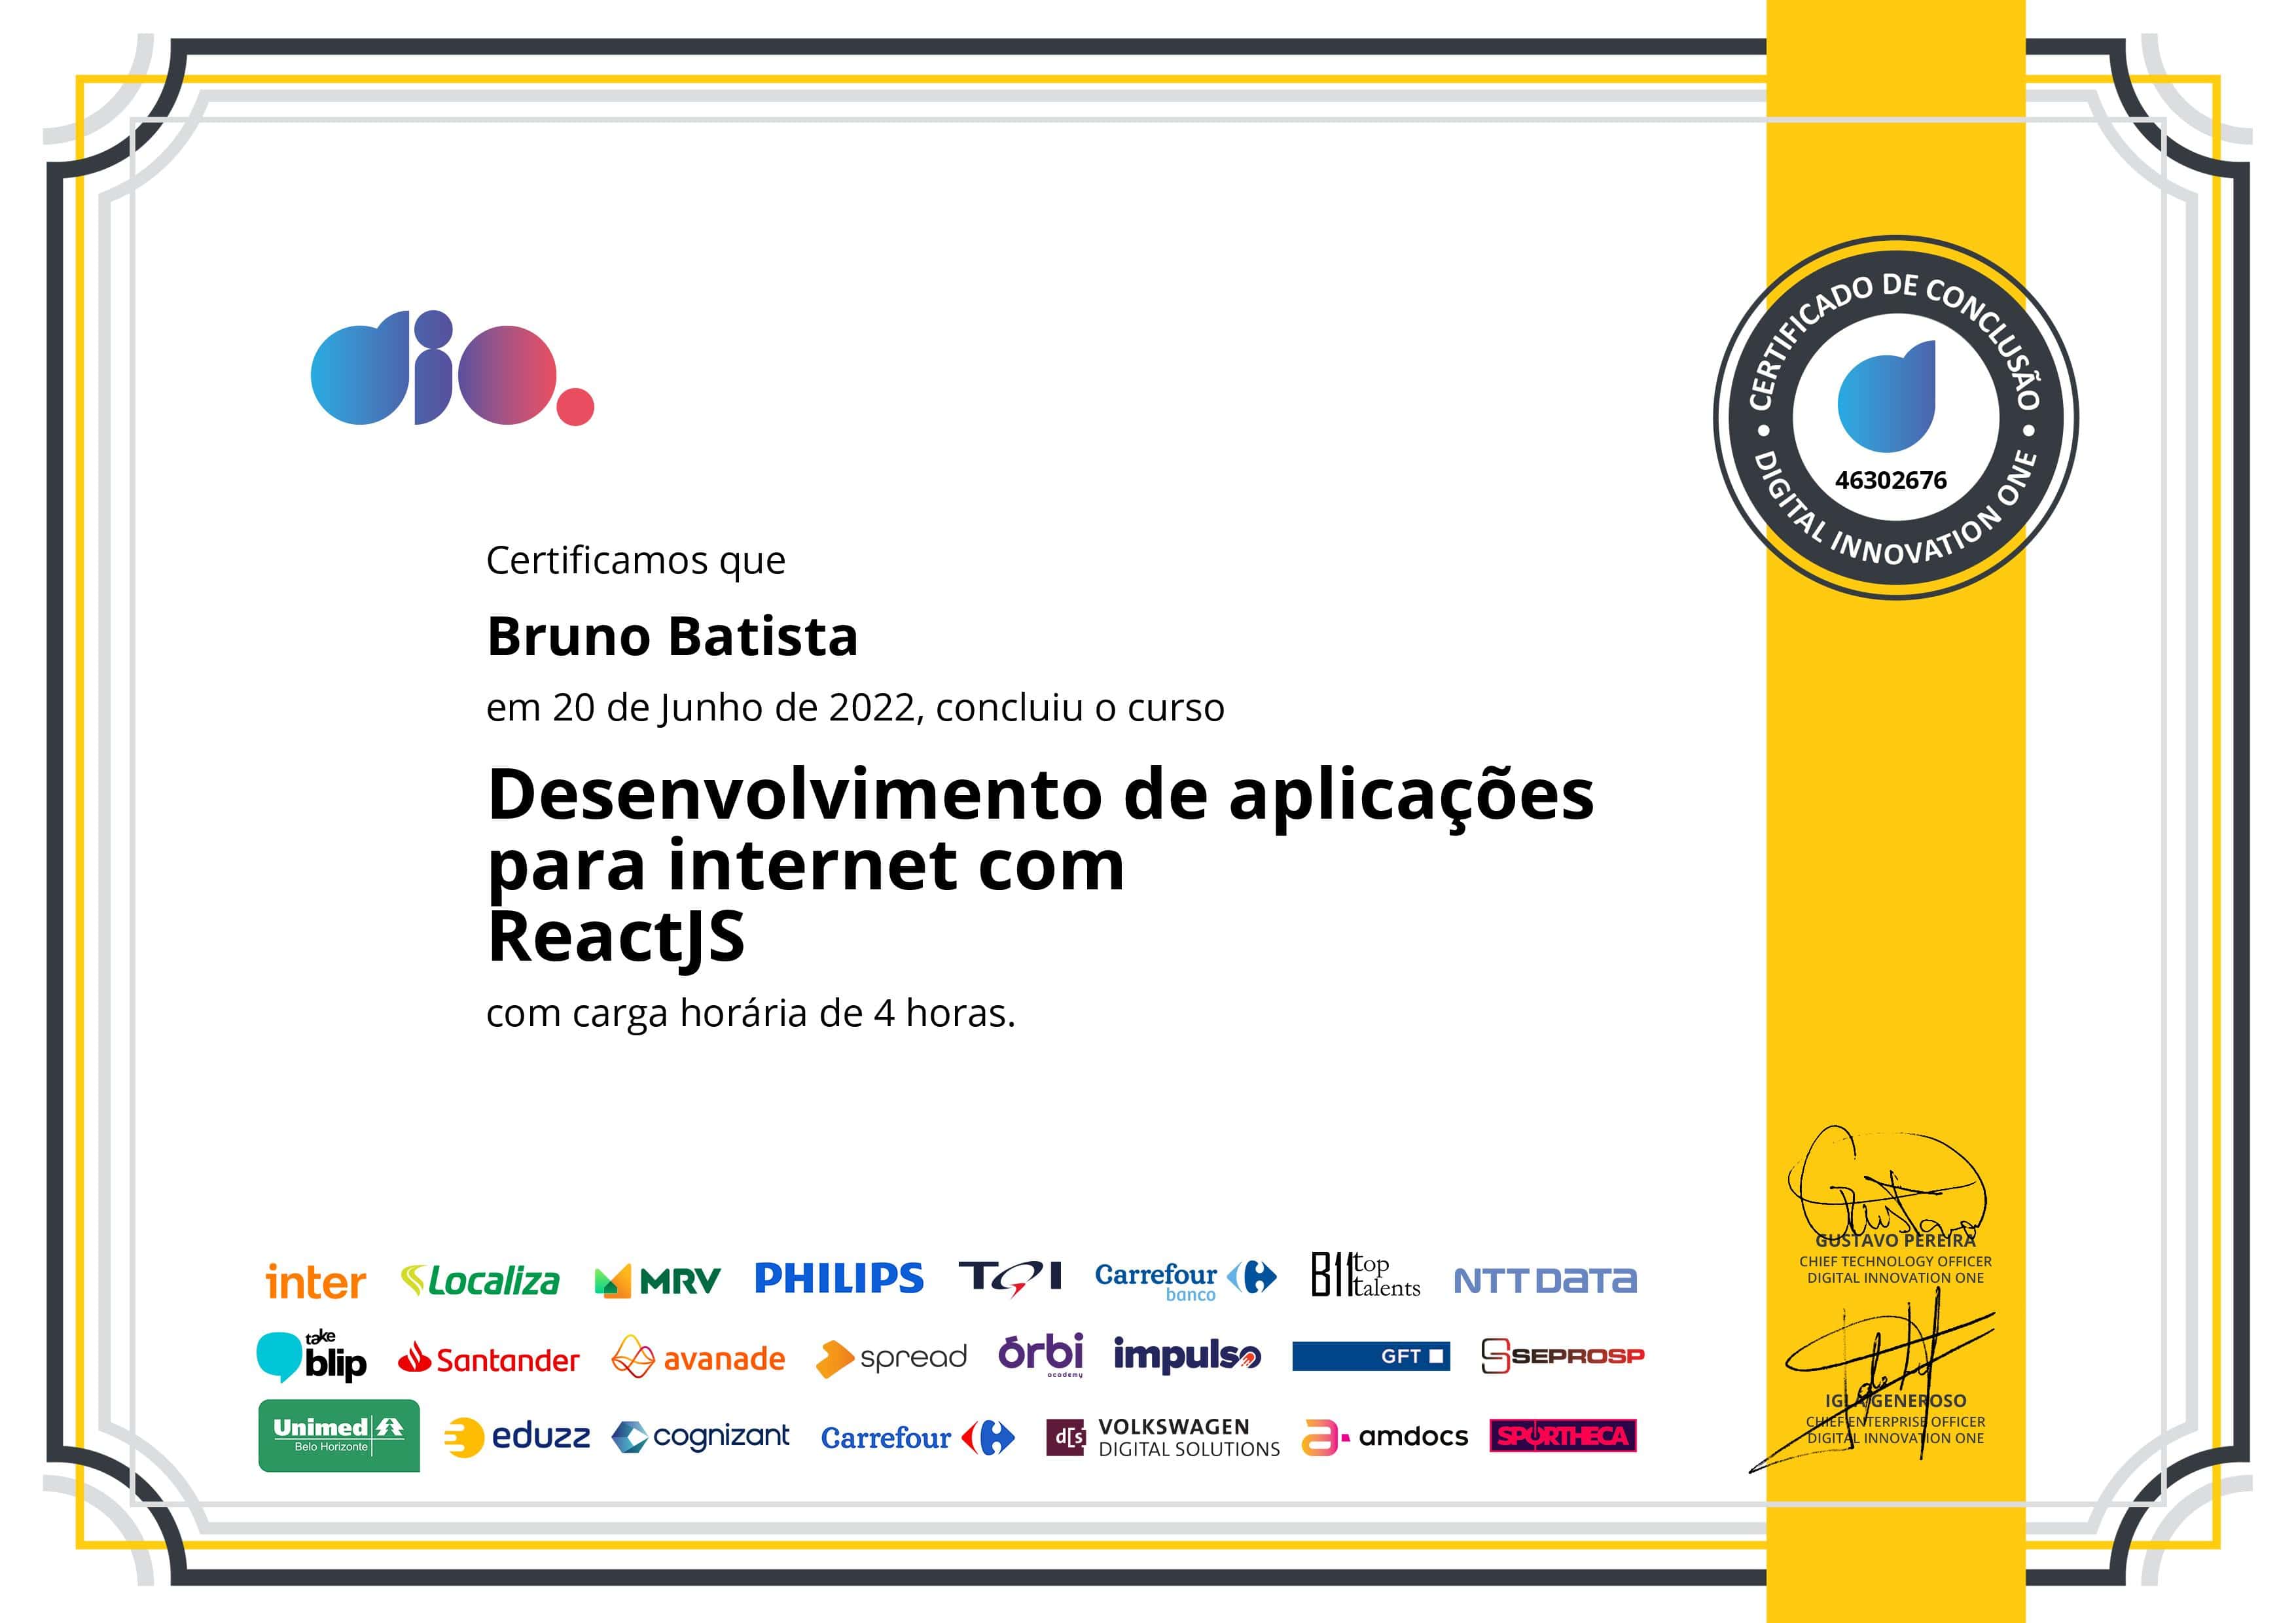 dio.
CERTIFICADO DE CONCLUSÃO
46302676
DIGITAL INNOVATION ONE
Certificamos que
Bruno Batista
em 20 de Junho de 2022, concluiu o curso
Desenvolvimento de aplicações
para internet com
ReactJS
com carga horária de 4 horas.
inter Localiza MRV PHILIPS TQI Carrefour banco B11 top talents NTT DATA
take blip Santander avanade spread órbi academy impulso GFT SEPROSP
Unimed Belo Horizonte eduzz cognizant Carrefour d[s] VOLKSWAGEN DIGITAL SOLUTIONS amdocs SPORTHECA
Gustavo
GUSTAVO PEREIRA
CHIEF TECHNOLOGY OFFICER
DIGITAL INNOVATION ONE
IGLÁ GENEROSO
CHIEF ENTERPRISE OFFICER
DIGITAL INNOVATION ONE